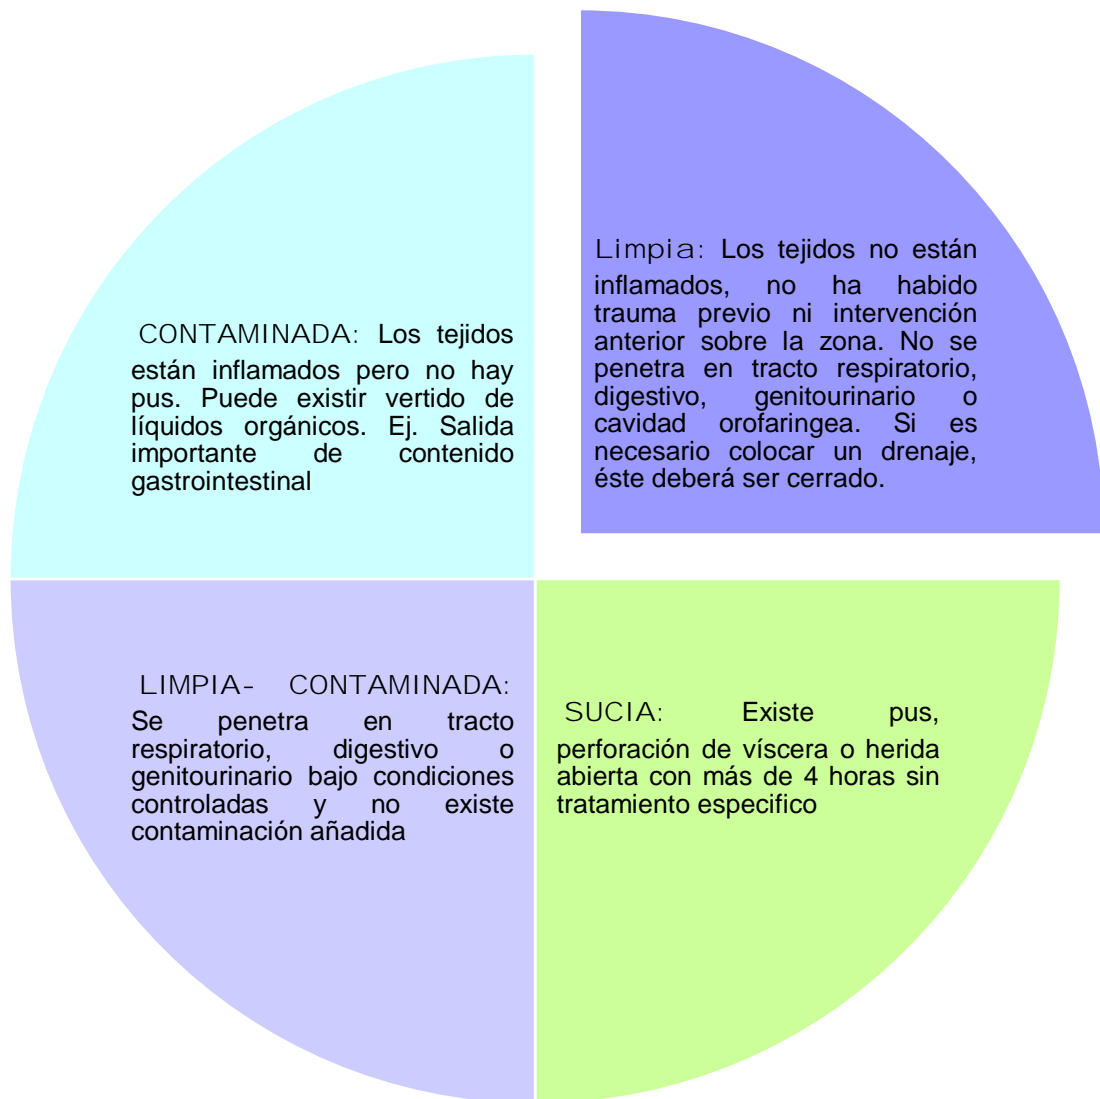 Limpia: Los tejidos no están
inflamados, no ha habido
trauma previo ni intervención
anterior sobre la zona. No se
penetra en tracto respiratorio,
digestivo, genitourinario o
cavidad orofaringea. Si es
necesario colocar un drenaje,
éste deberá ser cerrado.
CONTAMINADA: Los tejidos
están inflamados pero no hay
pus. Puede existir vertido de
líquidos orgánicos. Ej. Salida
importante de contenido
gastrointestinal
LIMPIA- CONTAMINADA:
Se penetra en tracto
respiratorio, digestivo o
genitourinario bajo condiciones
controladas y no existe
contaminación añadida
SUCIA: Existe pus,
perforación de víscera o herida
abierta con más de 4 horas sin
tratamiento especifico